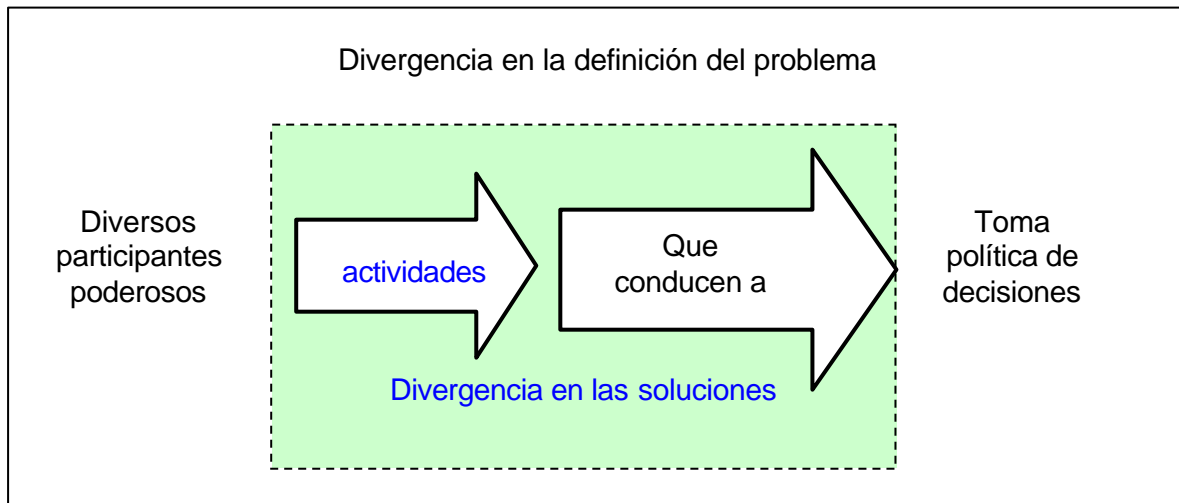 Divergencia en la definición del problema
Diversos
participantes
poderosos
actividades
Que
conducen a
Toma
política de
decisiones
Divergencia en las soluciones